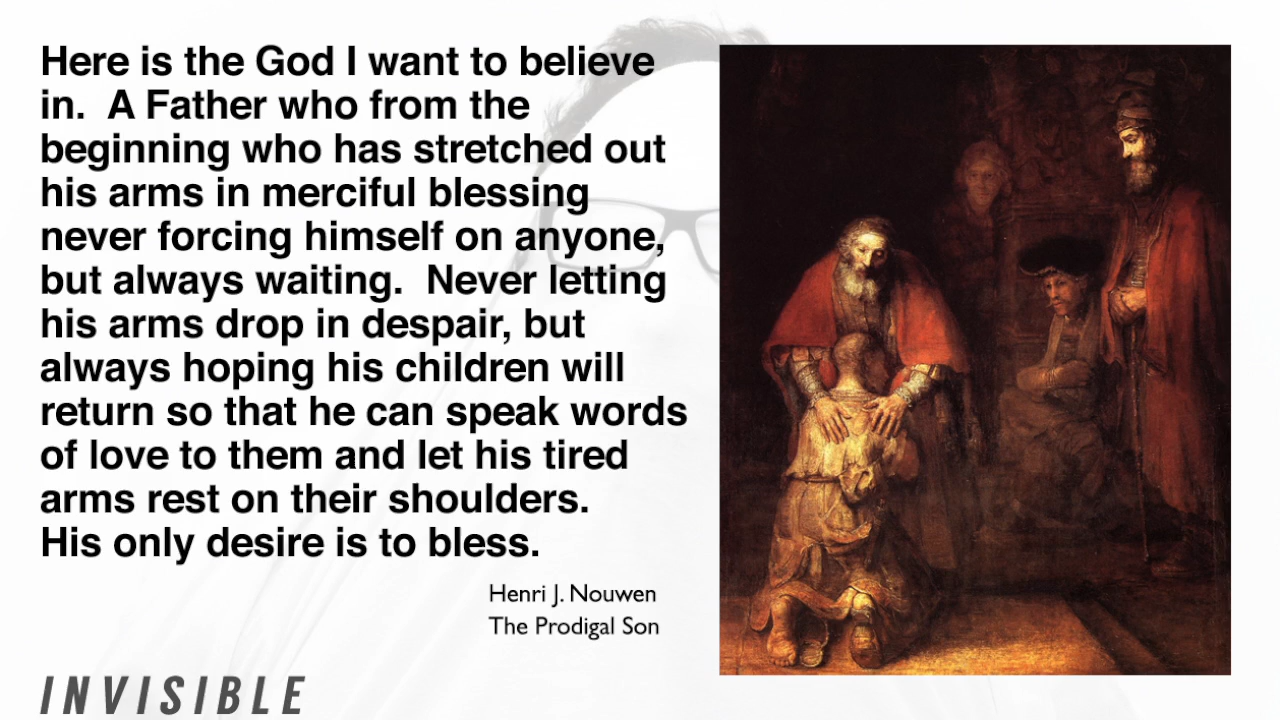 Here is the God I want to believe
in.  A Father who from the
beginning who has stretched out
his arms in merciful blessing
never forcing himself on anyone,
but always waiting.  Never letting
his arms drop in despair, but
always hoping his children will
return so that he can speak words
of love to them and let his tired
arms rest on their shoulders.
His only desire is to bless.
Henri J. Nouwen
The Prodigal Son
INVISIBLE